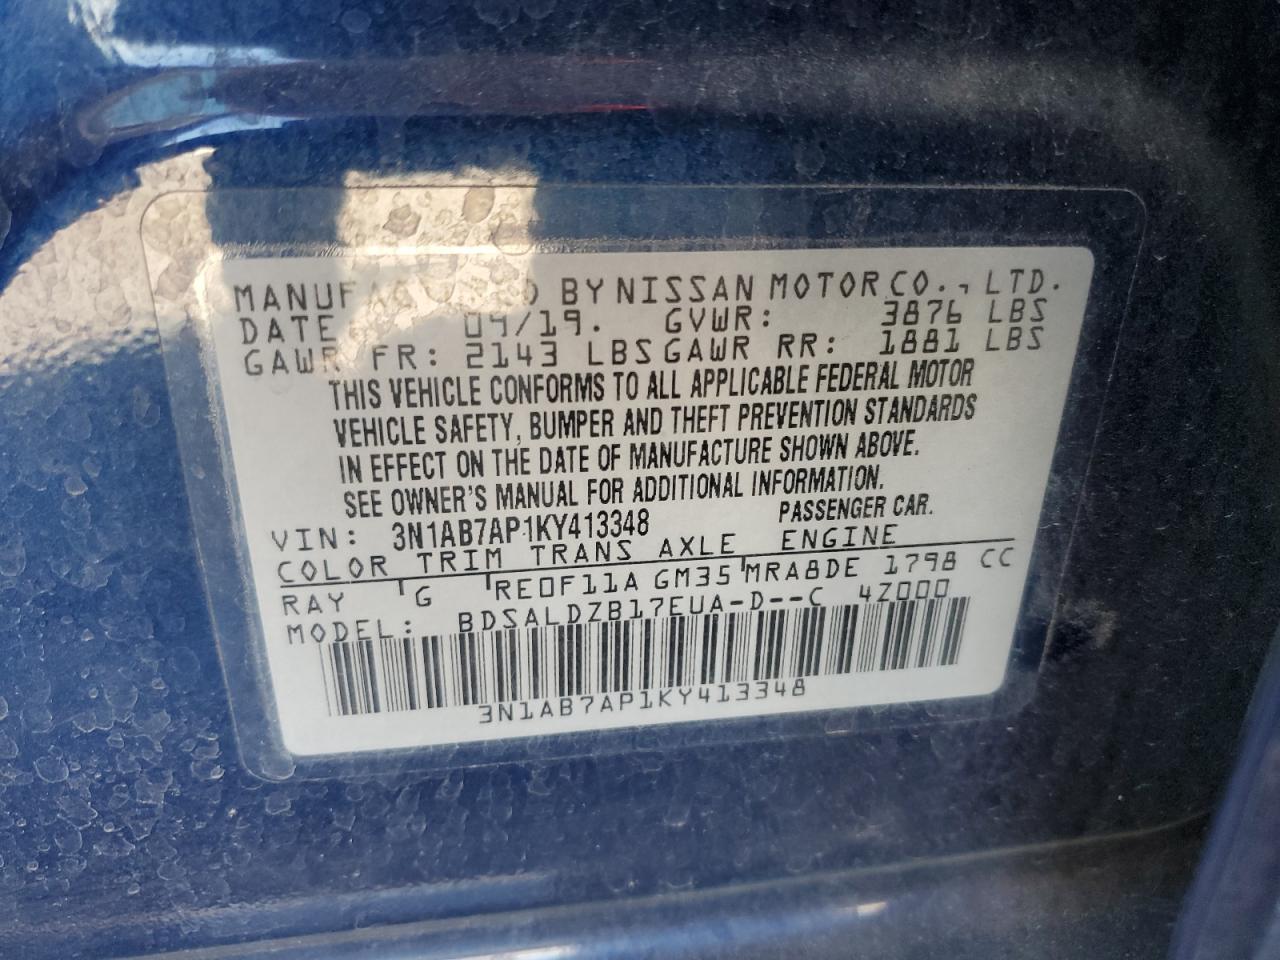 MANUFACTURED BY NISSAN MOTOR CO., LTD.
DATE 04/19. GVWR: 3876 LBS
GAWR FR: 2143 LBS GAWR RR: 1881 LBS
THIS VEHICLE CONFORMS TO ALL APPLICABLE FEDERAL MOTOR
VEHICLE SAFETY, BUMPER AND THEFT PREVENTION STANDARDS
IN EFFECT ON THE DATE OF MANUFACTURE SHOWN ABOVE.
SEE OWNER'S MANUAL FOR ADDITIONAL INFORMATION.
VIN: 3N1AB7AP1KY413348 PASSENGER CAR.
COLOR TRIM TRANS AXLE ENGINE
RAY G RE0F11A GM35 MRA8DE 1798 CC
MODEL: BDSALDZB17EUA-D--C 4Z000
3N1AB7AP1KY413348